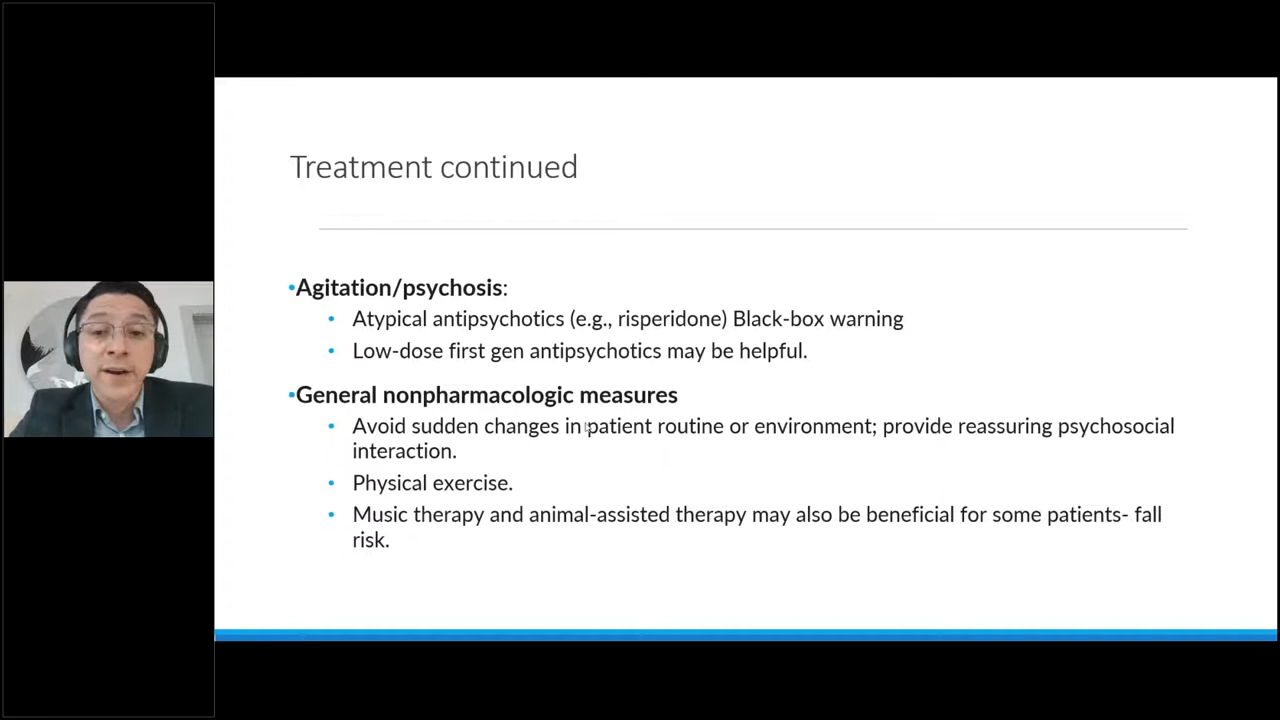 Treatment continued
•Agitation/psychosis:
• Atypical antipsychotics (e.g., risperidone) Black-box warning
• Low-dose first gen antipsychotics may be helpful.
•General nonpharmacologic measures
• Avoid sudden changes in patient routine or environment; provide reassuring psychosocial
interaction.
• Physical exercise.
• Music therapy and animal-assisted therapy may also be beneficial for some patients- fall
risk.